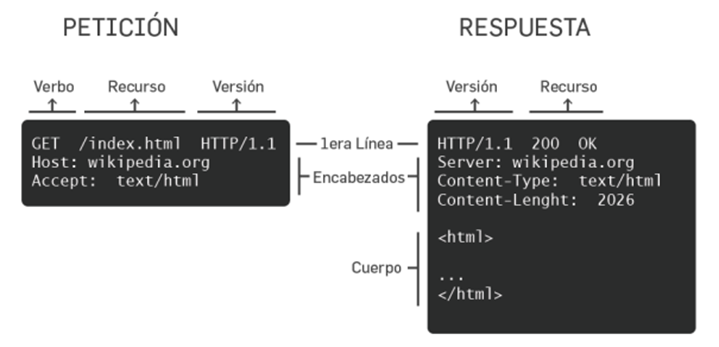 PETICIÓN
RESPUESTA
Verbo Recurso Versión
Versión Recurso
GET /index.html HTTP/1.1
Host: wikipedia.org
Accept: text/html
1era Línea
Encabezados
Cuerpo
HTTP/1.1 200 OK
Server: wikipedia.org
Content-Type: text/html
Content-Lenght: 2026
<html>
...
</html>